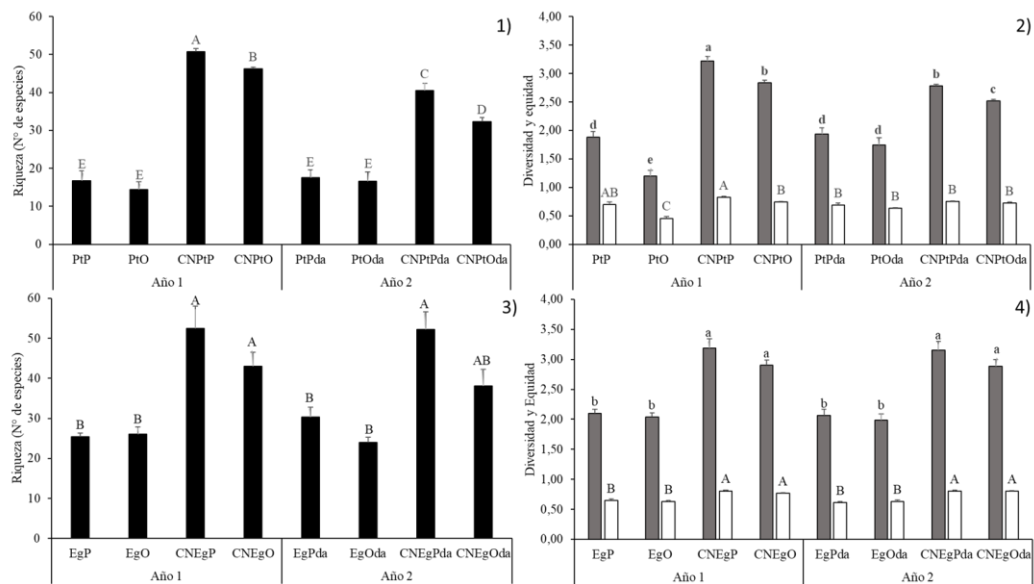 1)
Riqueza (N° de especies)
60
50
40
30
20
10
0
E E A B E E C D
PtP PtO CNPtP CNPtO PtPda PtOda CNPtPda CNPtOda
Año 1 Año 2
2)
Diversidad y equidad
4,00
3,50
3,00
2,50
2,00
1,50
1,00
0,50
0,00
d e a b d d b c
AB C A B B B B B
PtP PtO CNPtP CNPtO PtPda PtOda CNPtPda CNPtOda
Año 1 Año 2
3)
Riqueza (N° de especies)
60
50
40
30
20
10
0
B B A A B B A AB
EgP EgO CNEgP CNEgO EgPda EgOda CNEgPda CNEgOda
Año 1 Año 2
4)
Diversidad y Equidad
4,00
3,50
3,00
2,50
2,00
1,50
1,00
0,50
0,00
b b a a b b a a
B B A A B B A A
EgP EgO CNEgP CNEgO EgPda EgOda CNEgPda CNEgOda
Año 1 Año 2